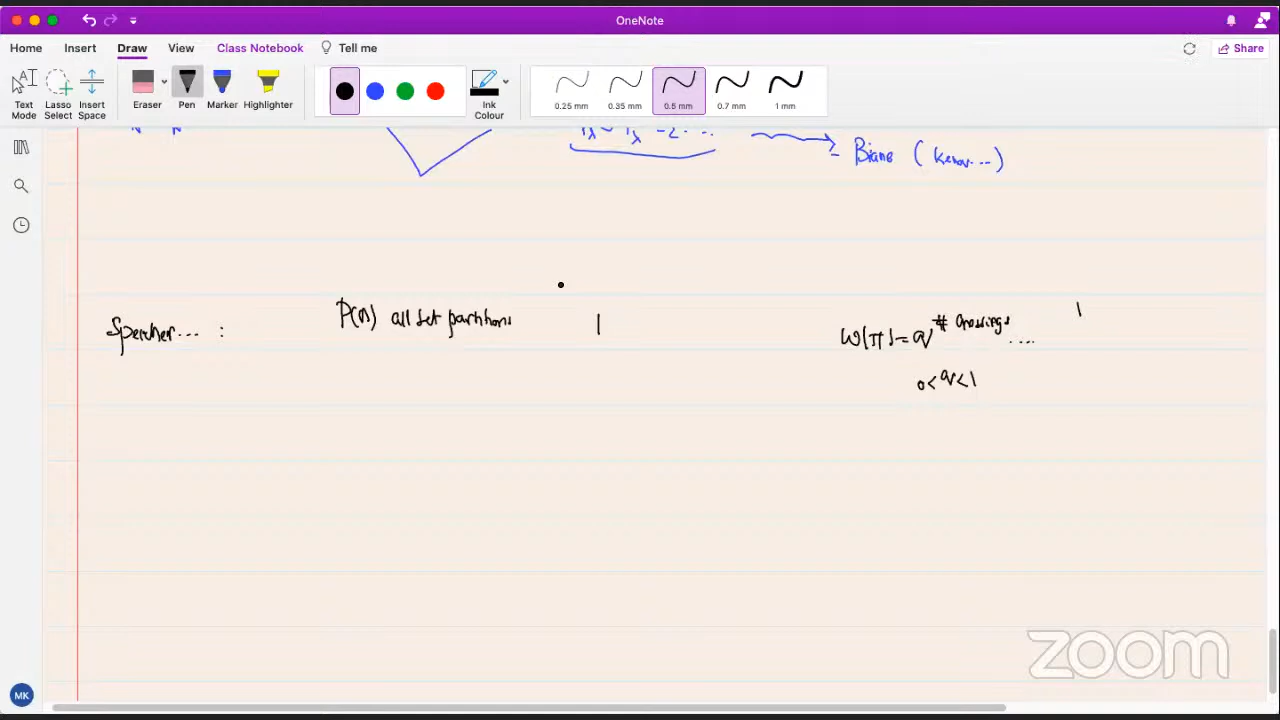 OneNote
Home Insert Draw View Class Notebook Tell me Share
Text Mode Lasso Select Insert Space Eraser Pen Marker Highlighter Ink Colour 0.25 mm 0.35 mm 0.5 mm 0.7 mm 1 mm
- Biane ( ... )
Speicher... : P(n) all set partitions | W(π) = q^# crossings ....
0 < q < 1
MK
zoom